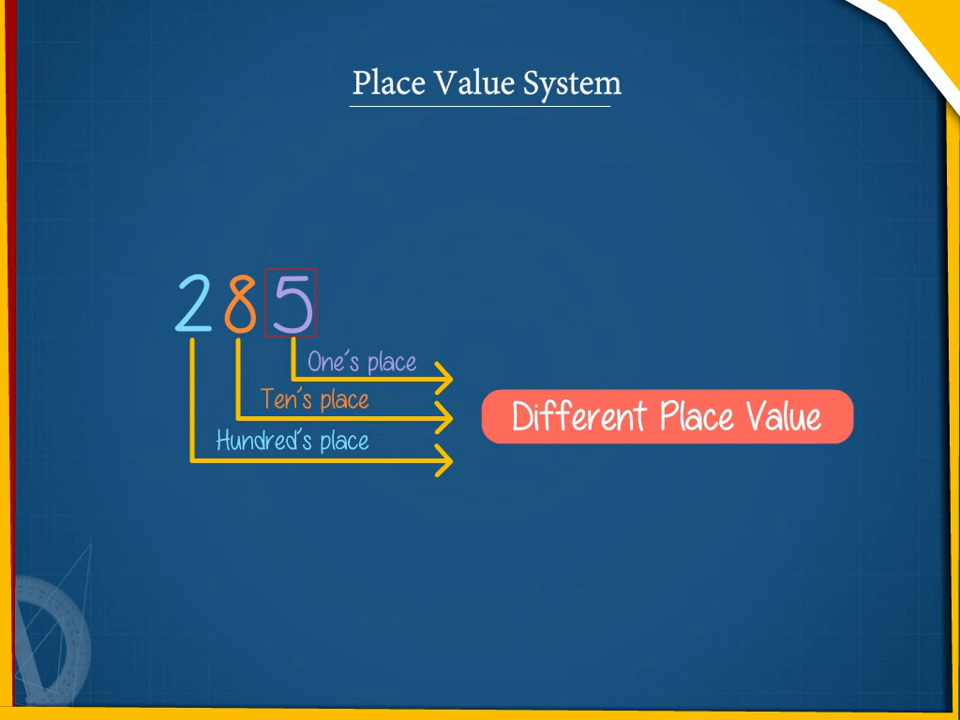 Place Value System
285
One's place
Ten's place
Hundred's place
Different Place Value